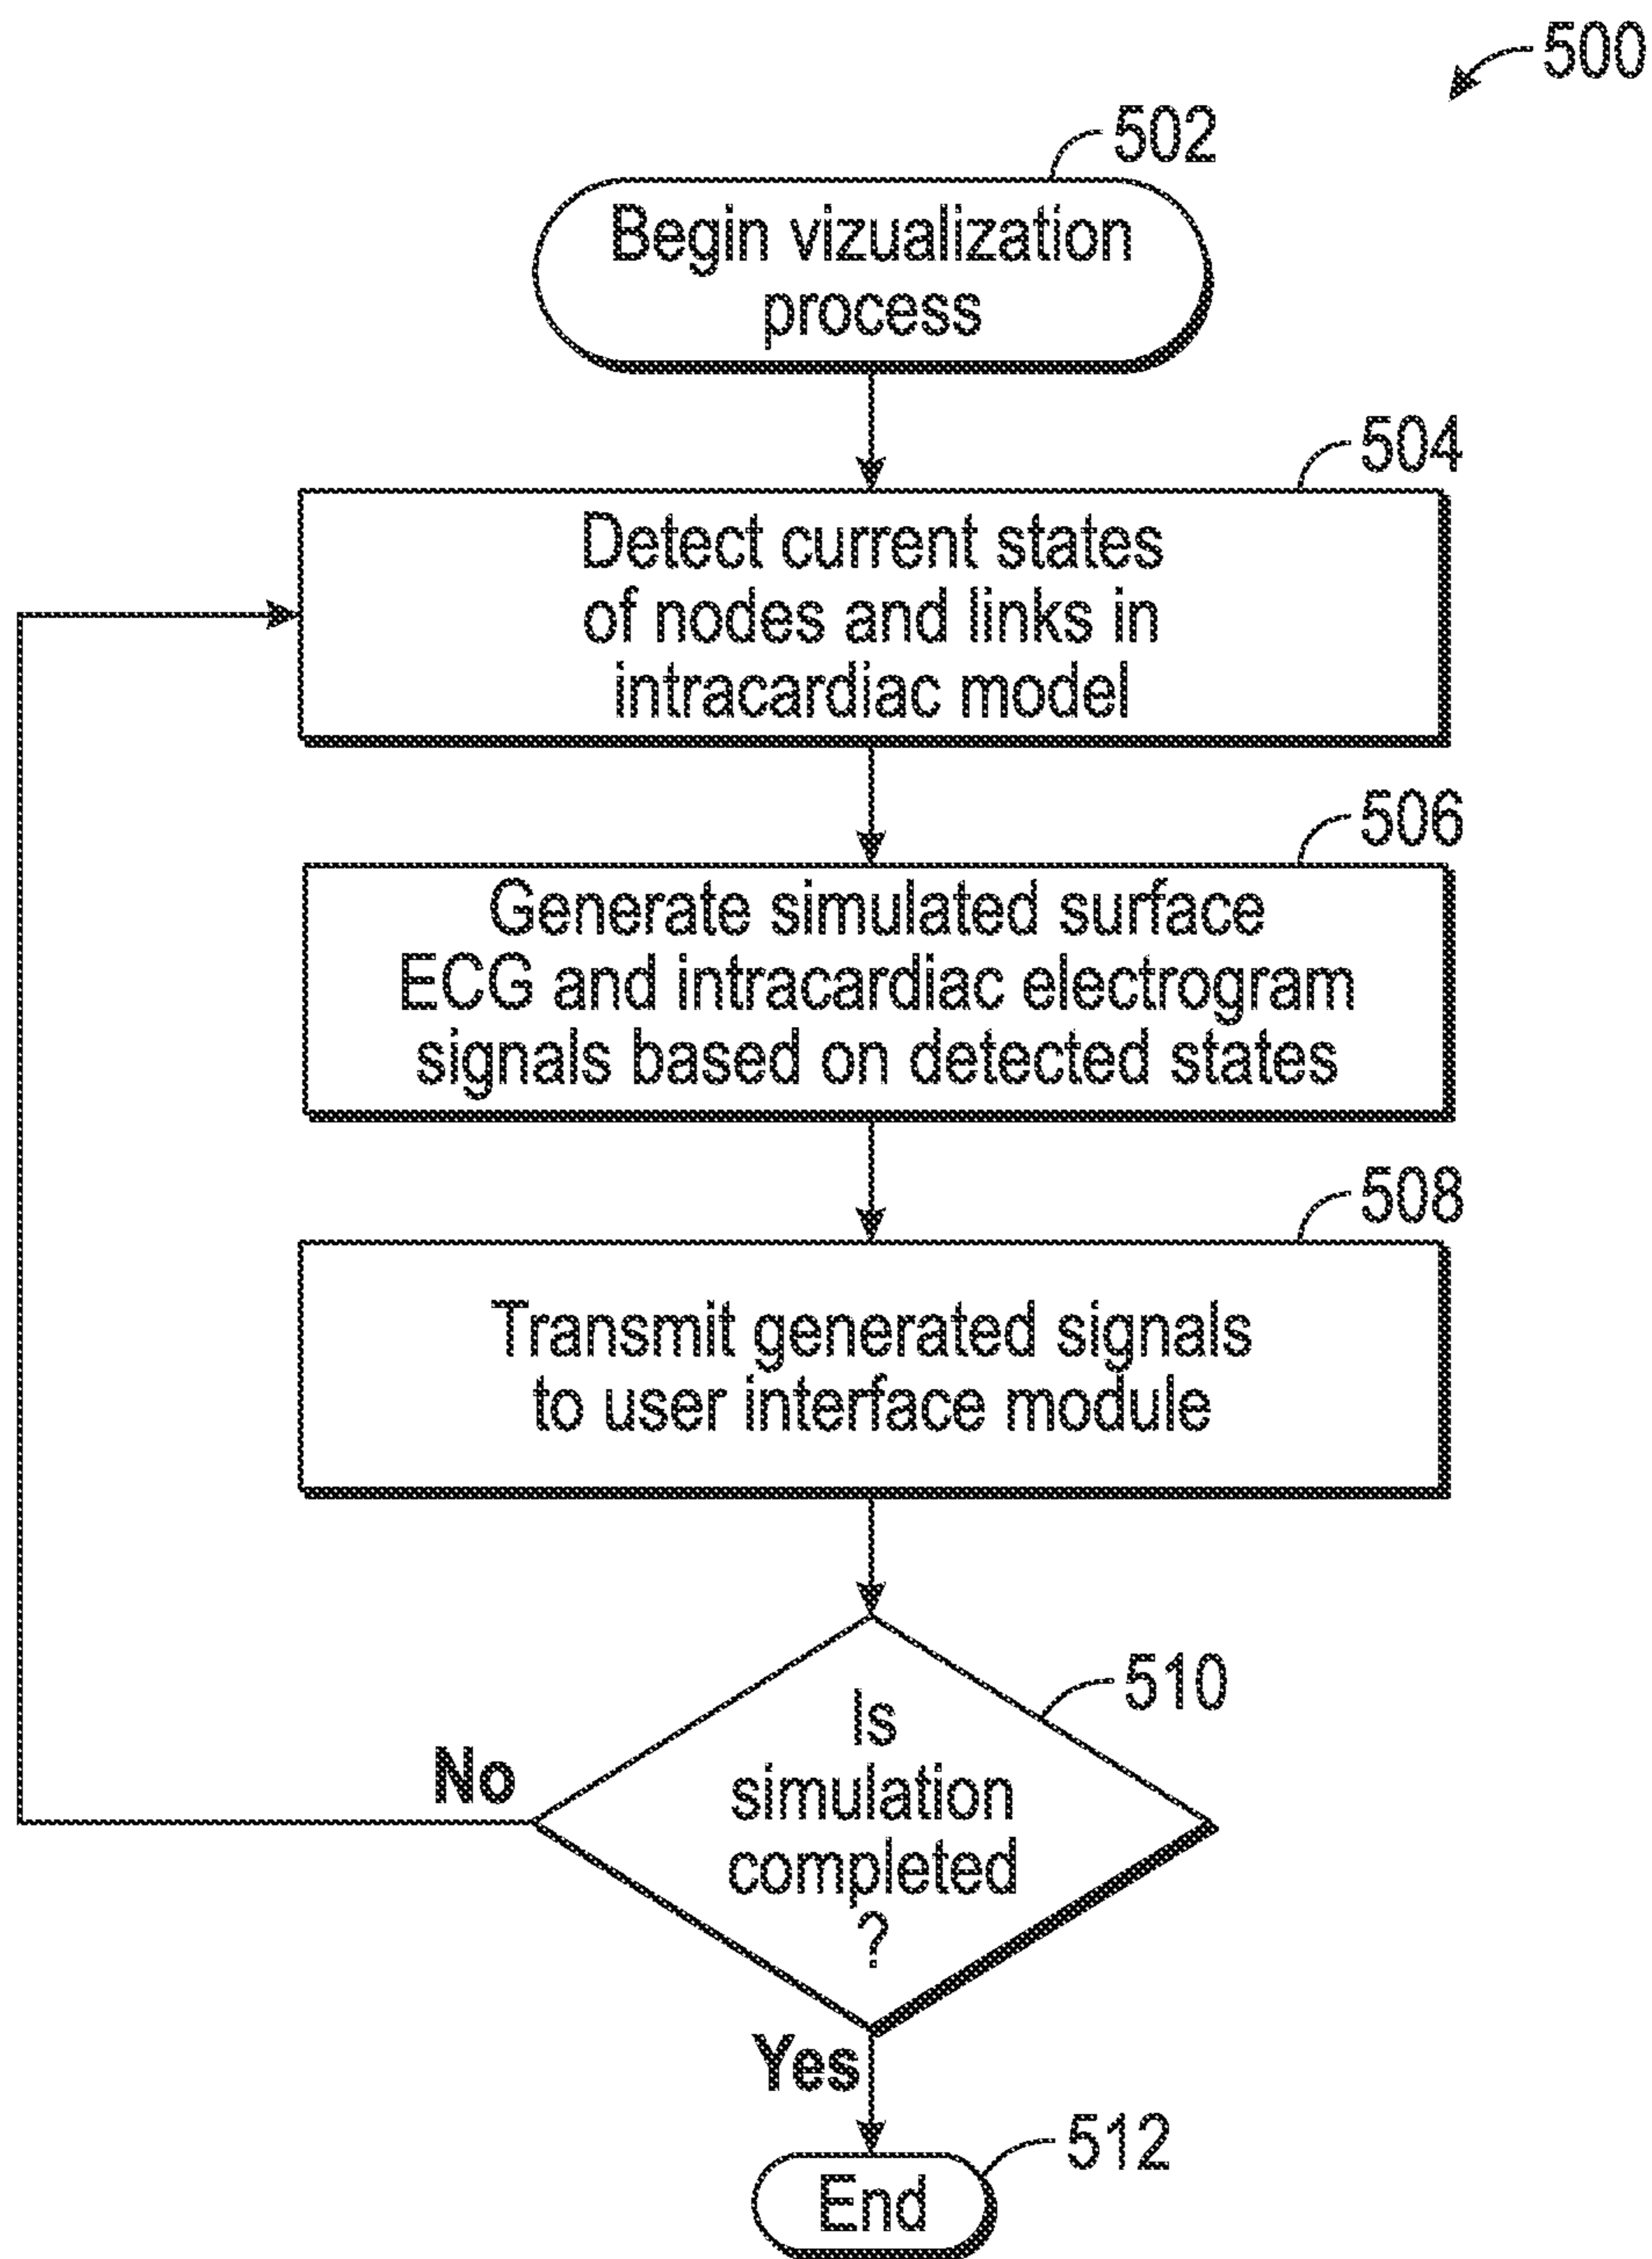 500
502
Begin vizualization
process
504
Detect current states
of nodes and links in
intracardiac model
506
Generate simulated surface
ECG and intracardiac electrogram
signals based on detected states
508
Transmit generated signals
to user interface module
510
Is
simulation
completed
?
No
Yes
512
End